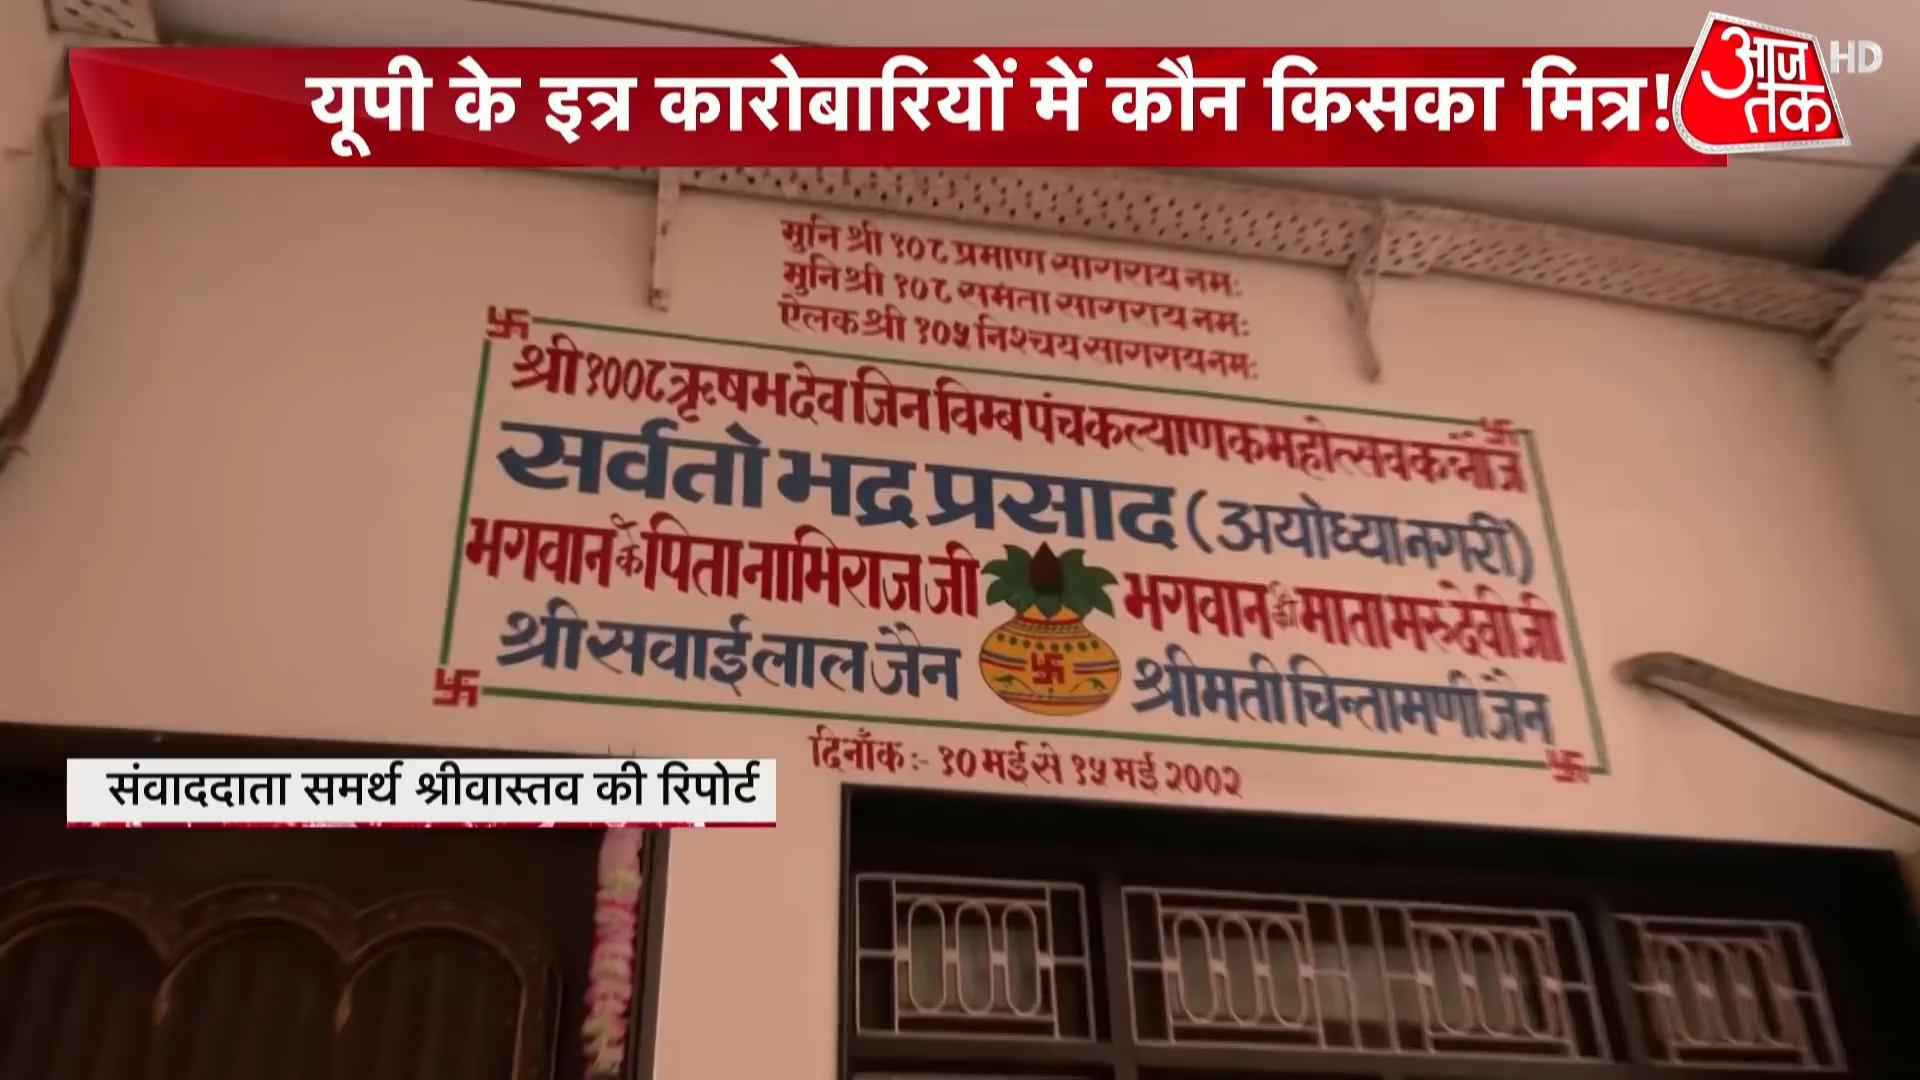 यूपी के इत्र कारोबारियों में कौन किसका मित्र!
आज तक HD
मुनि श्री १०८ प्रमाण सागराय नमः
मुनि श्री १०८ समता सागराय नमः
ऐलक श्री १०५ निश्चय सागराय नमः
श्री १००८ ऋषभदेव जिन विम्ब पंचकल्याणक महोत्सव कन्नौज
सर्वतो भद्र प्रसाद (अयोध्या नगरी)
भगवान के पिता नाभिराज जी भगवान की माता मरुदेवी जी
श्री सवाई लाल जैन श्रीमती चिन्तामणी जैन
दिनाँक:- १० मई से १५ मई २००२
संवाददाता समर्थ श्रीवास्तव की रिपोर्ट